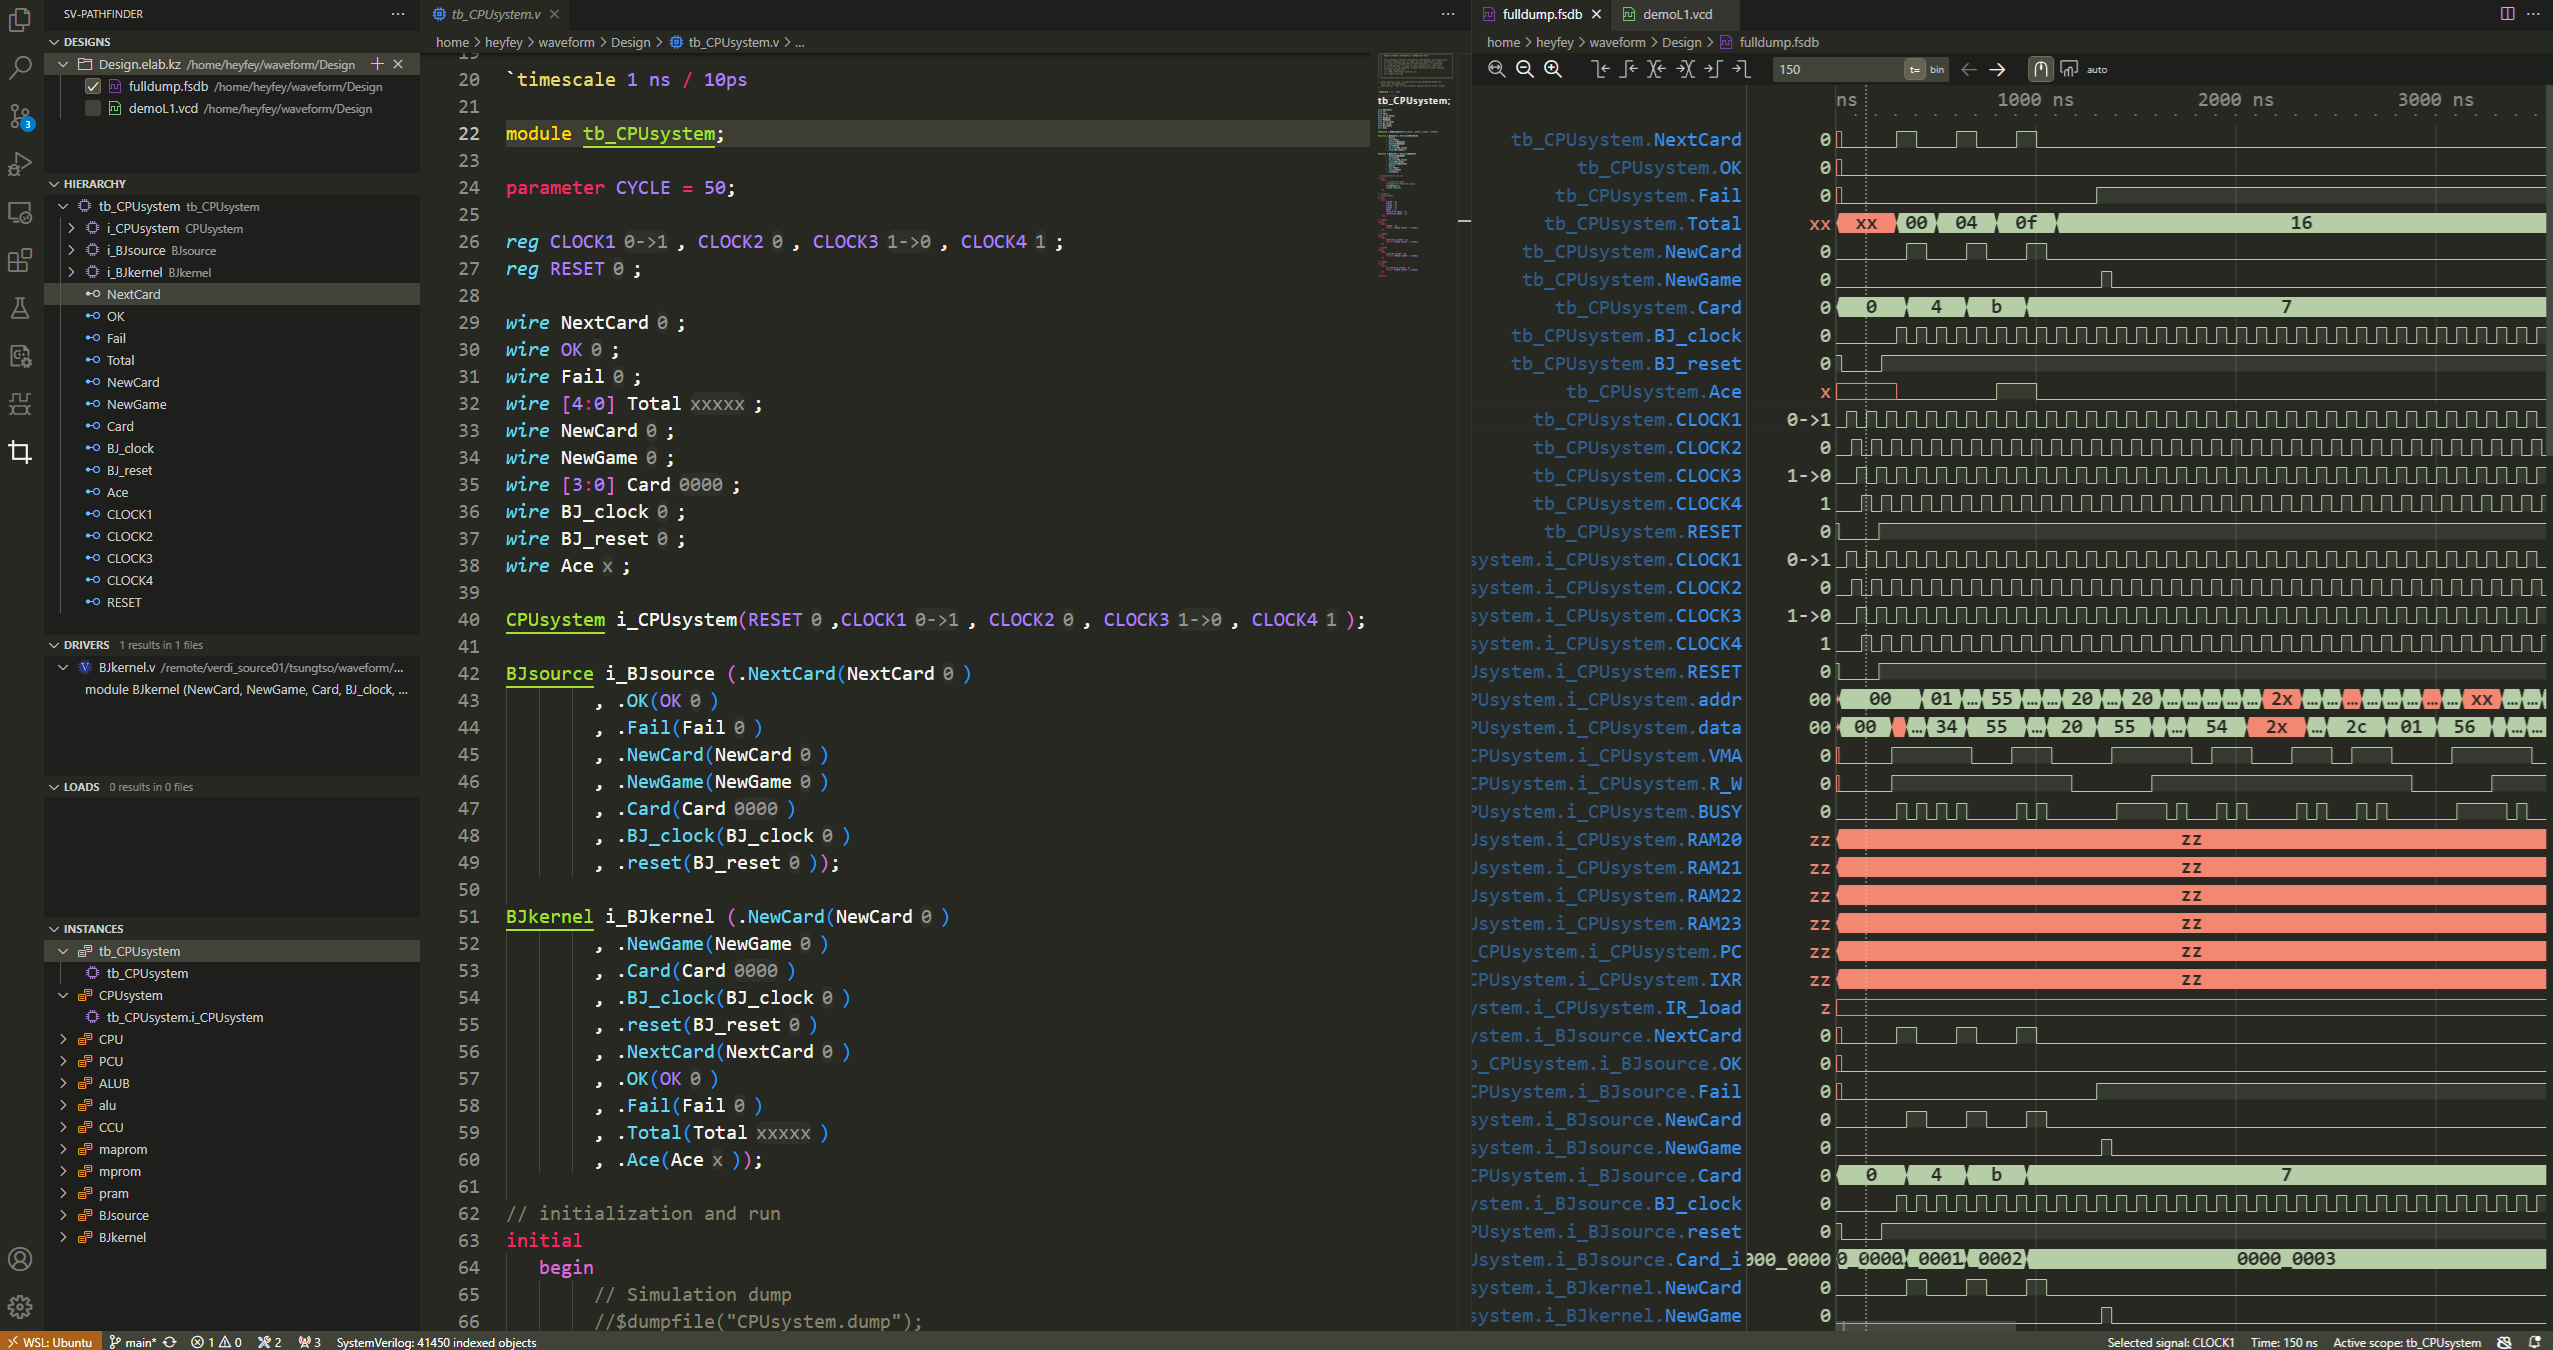 SV-PATHFINDER
DESIGNS
Design.elab.kz /home/heyfey/waveform/Design
fulldump.fsdb /home/heyfey/waveform/Design
demoL1.vcd /home/heyfey/waveform/Design
HIERARCHY
tb_CPUsystem tb_CPUsystem
i_CPUsystem CPUsystem
i_BJsource BJsource
i_BJkernel BJkernel
NextCard
OK
Fail
Total
NewCard
NewGame
Card
BJ_clock
BJ_reset
Ace
CLOCK1
CLOCK2
CLOCK3
CLOCK4
RESET
DRIVERS 1 results in 1 files
BJkernel.v /remote/verdi_source01/tsungtso/waveform/...
module BJkernel (NewCard, NewGame, Card, BJ_clock, ...
LOADS 0 results in 0 files
INSTANCES
tb_CPUsystem
tb_CPUsystem
CPUsystem
tb_CPUsystem.i_CPUsystem
CPU
PCU
ALUB
alu
CCU
maprom
mprom
pram
BJsource
BJkernel
3
tb_CPUsystem.v
home > heyfey > waveform > Design > tb_CPUsystem.v > ...
19
20 `timescale 1 ns / 10ps
21
22 module tb_CPUsystem;
23
24 parameter CYCLE = 50;
25
26 reg CLOCK1 0->1 , CLOCK2 0 , CLOCK3 1->0 , CLOCK4 1 ;
27 reg RESET 0 ;
28
29 wire NextCard 0 ;
30 wire OK 0 ;
31 wire Fail 0 ;
32 wire [4:0] Total xxxxx ;
33 wire NewCard 0 ;
34 wire NewGame 0 ;
35 wire [3:0] Card 0000 ;
36 wire BJ_clock 0 ;
37 wire BJ_reset 0 ;
38 wire Ace x ;
39
40 CPUsystem i_CPUsystem(RESET 0 ,CLOCK1 0->1 , CLOCK2 0 , CLOCK3 1->0 , CLOCK4 1 );
41
42 BJsource i_BJsource (.NextCard(NextCard 0 )
43 , .OK(OK 0 )
44 , .Fail(Fail 0 )
45 , .NewCard(NewCard 0 )
46 , .NewGame(NewGame 0 )
47 , .Card(Card 0000 )
48 , .BJ_clock(BJ_clock 0 )
49 , .reset(BJ_reset 0 ));
50
51 BJkernel i_BJkernel (.NewCard(NewCard 0 )
52 , .NewGame(NewGame 0 )
53 , .Card(Card 0000 )
54 , .BJ_clock(BJ_clock 0 )
55 , .reset(BJ_reset 0 )
56 , .NextCard(NextCard 0 )
57 , .OK(OK 0 )
58 , .Fail(Fail 0 )
59 , .Total(Total xxxxx )
60 , .Ace(Ace x ));
61
62 // initialization and run
63 initial
64 begin
65 // Simulation dump
66 //$dumpfile("CPUsystem.dump");
tb_CPUsystem;
fulldump.fsdb demoL1.vcd
home > heyfey > waveform > Design > fulldump.fsdb
150 t= bin auto
ns 1000 ns 2000 ns 3000 ns
tb_CPUsystem.NextCard 0
tb_CPUsystem.OK 0
tb_CPUsystem.Fail 0
tb_CPUsystem.Total xx xx 00 04 0f 16
tb_CPUsystem.NewCard 0
tb_CPUsystem.NewGame 0
tb_CPUsystem.Card 0 0 4 b 7
tb_CPUsystem.BJ_clock 0
tb_CPUsystem.BJ_reset 0
tb_CPUsystem.Ace x
tb_CPUsystem.CLOCK1 0->1
tb_CPUsystem.CLOCK2 0
tb_CPUsystem.CLOCK3 1->0
tb_CPUsystem.CLOCK4 1
tb_CPUsystem.RESET 0
system.i_CPUsystem.CLOCK1 0->1
system.i_CPUsystem.CLOCK2 0
system.i_CPUsystem.CLOCK3 1->0
system.i_CPUsystem.CLOCK4 1
Usystem.i_CPUsystem.RESET 0
PUsystem.i_CPUsystem.addr 00 00 01 ... 55 ... ... 20 ... 20 ... ... ... ... ... 2x ... ... ... ... ... ... ... xx ... ...
PUsystem.i_CPUsystem.data 00 00 ... 34 55 ... 20 55 ... 54 2x ... 2c 01 56 ... ...
CPUsystem.i_CPUsystem.VMA 0
CPUsystem.i_CPUsystem.R_W 0
PUsystem.i_CPUsystem.BUSY 0
Usystem.i_CPUsystem.RAM20 zz zz
Usystem.i_CPUsystem.RAM21 zz zz
Usystem.i_CPUsystem.RAM22 zz zz
Usystem.i_CPUsystem.RAM23 zz zz
_CPUsystem.i_CPUsystem.PC zz zz
CPUsystem.i_CPUsystem.IXR zz zz
ystem.i_CPUsystem.IR_load z
system.i_BJsource.NextCard 0
b_CPUsystem.i_BJsource.OK 0
CPUsystem.i_BJsource.Fail 0
system.i_BJsource.NewCard 0
system.i_BJsource.NewGame 0
CPUsystem.i_BJsource.Card 0 0 4 b 7
ystem.i_BJsource.BJ_clock 0
PUsystem.i_BJsource.reset 0
Usystem.i_BJsource.Card_i 000_0000 0_0000 0001 0002 0000_0003
system.i_BJkernel.NewCard 0
system.i_BJkernel.NewGame 0
WSL: Ubuntu main* 1 0 2 3 SystemVerilog: 41450 indexed objects
Selected signal: CLOCK1 Time: 150 ns Active scope: tb_CPUsystem